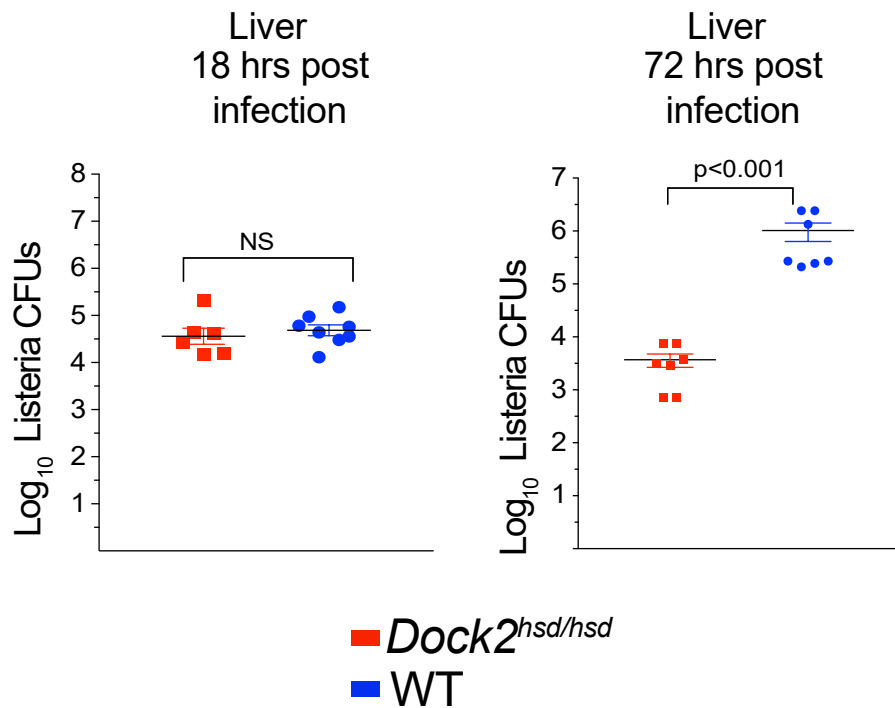 Liver
18 hrs post
infection
Log10 Listeria CFUs
8
7
6
5
4
3
2
1
NS
Liver
72 hrs post
infection
Log10 Listeria CFUs
7
6
5
4
3
2
1
p<0.001
Dock2hsd/hsd
WT